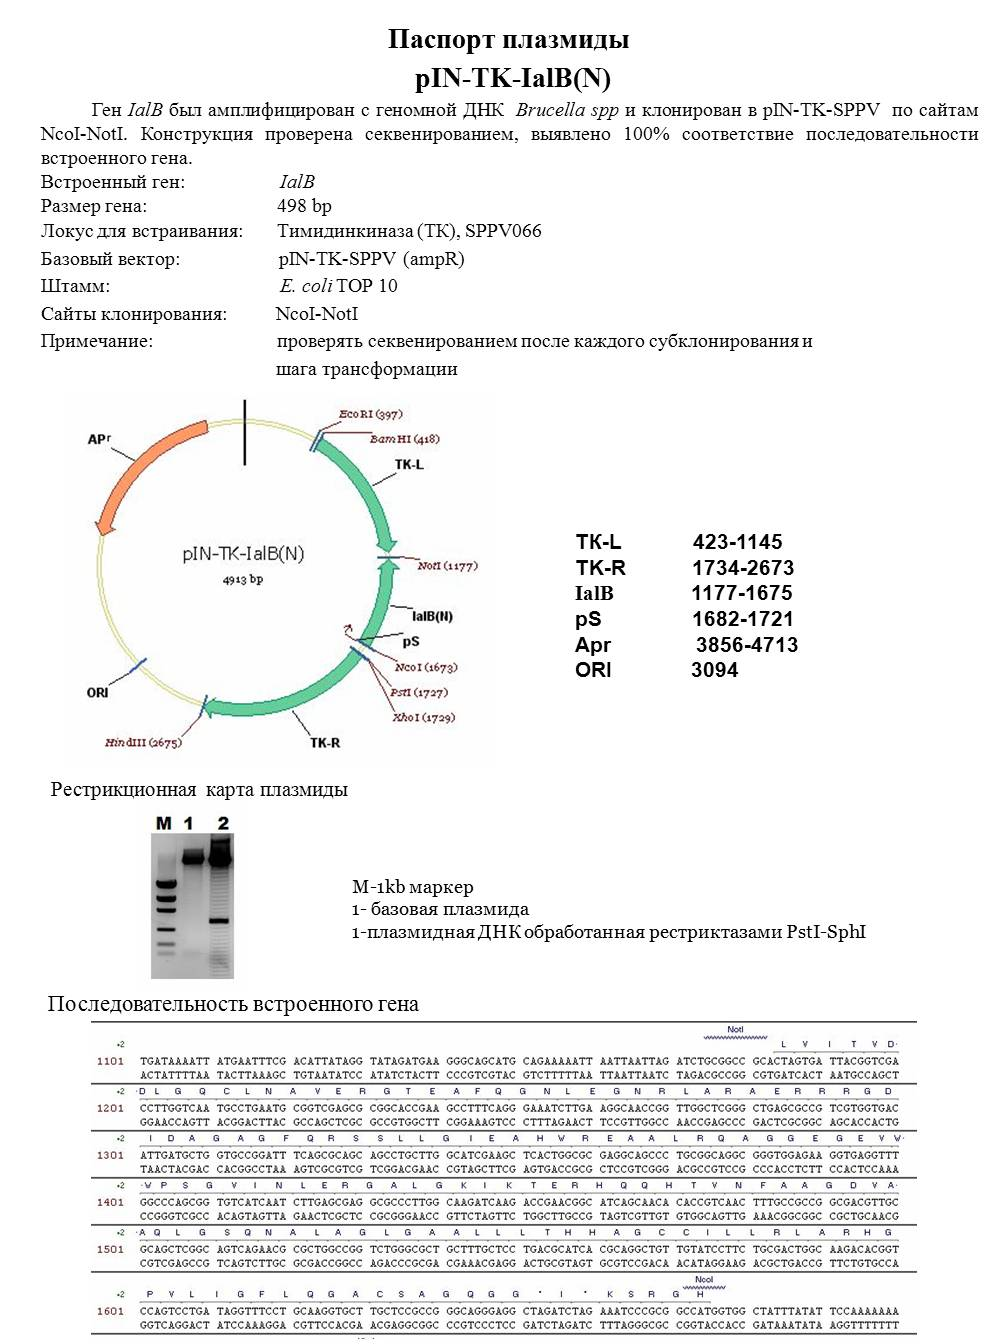 Паспорт плазмиды
pIN-TK-IalB(N)
Ген IalB был амплифицирован с геномной ДНК Brucella spp и клонирован в pIN-TK-SPPV по сайтам
NcoI-NotI. Конструкция проверена секвенированием, выявлено 100% соответствие последовательности
встроенного гена.
Встроенный ген: IalB
Размер гена: 498 bp
Локус для встраивания: Тимидинкиназа (ТК), SPPV066
Базовый вектор: pIN-TK-SPPV (ampR)
Штамм: E. coli TOP 10
Сайты клонирования: NcoI-NotI
Примечание: проверять секвенированием после каждого субклонирования и
шага трансформации
EcoRI (397)
BamHI (418)
APr
TK-L
pIN-TK-IalB(N)
4913 bp
NotI (1177)
IalB(N)
pS
NcoI (1673)
PstI (1727)
XhoI (1729)
ORI
HindIII (2675)
TK-R
TK-L 423-1145
TK-R 1734-2673
IalB 1177-1675
pS 1682-1721
Apr 3856-4713
ORI 3094
Рестрикционная карта плазмиды
M 1 2
М-1kb маркер
1- базовая плазмида
1-плазмидная ДНК обработанная рестриктазами PstI-SphI
Последовательность встроенного гена
NotI
+2 L V I T V D
1101 TGATAAAATT ATGAATTTCG ACATTATAGG TATAGATGAA GGGCAGCATG CAGAAAAATT AATTAATTAG ATCTGCGGCC GCACTAGTGA TTACGGTCGA
ACTATTTTAA TACTTAAAGC TGTAATATCC ATATCTACTT CCCGTCGTAC GTCTTTTTAA TTAATTAATC TAGACGCCGG CGTGATCACT AATGCCAGCT
+2 D L G Q C L N A V E R G T E A F Q G N L E G N R L A R A E R R R G D
1201 CCTTGGTCAA TGCCTGAATG CGGTCGAGCG CGGCACCGAA GCCTTTCAGG GAAATCTTGA AGGCAACCGG TTGGCTCGGG CTGAGCGCCG TCGTGGTGAC
GGAACCAGTT ACGGACTTAC GCCAGCTCGC GCCGTGGCTT CGGAAAGTCC CTTTAGAACT TCCGTTGGCC AACCGAGCCC GACTCGCGGC AGCACCACTG
+2 I D A G A G F Q R S S L L G I E A H W R E A A L R Q A G G E G E V W
1301 ATTGATGCTG GTGCCGGATT TCAGCGCAGC AGCCTGCTTG GCATCGAAGC TCACTGGCGC GAGGCAGCCC TGCGGCAGGC GGGTGGAGAA GGTGAGGTTT
TAACTACGAC CACGGCCTAA AGTCGCGTCG TCGGACGAAC CGTAGCTTCG AGTGACCGCG CTCCGTCGGG ACGCCGTCCG CCCACCTCTT CCACTCCAAA
+2 W P S G V I N L E R G A L G K I K T E R H Q Q H T V N F A A G D V A
1401 GGCCCAGCGG TGTCATCAAT CTTGAGCGAG GCGCCCTTGG CAAGATCAAG ACCGAACGGC ATCAGCAACA CACCGTCAAC TTTGCCGCCG GCGACGTTGC
CCGGGTCGCC ACAGTAGTTA GAACTCGCTC CGCGGGAACC GTTCTAGTTC TGGCTTGCCG TAGTCGTTGT GTGGCAGTTG AAACGGCGGC CGCTGCAACG
+2 A Q L G S Q N A L A G L G A A L L L T H H A G C C I L L R L A R H G
1501 GCAGCTCGGC AGTCAGAACG CGCTGGCCGG TCTGGGCGCT GCTTTGCTCC TGACGCATCA CGCAGGCTGT TGTATCCTTC TGCGACTGGC AAGACACGGT
CGTCGAGCCG TCAGTCTTGC GCGACCGGCC AGACCCGCGA CGAAACGAGG ACTGCGTAGT GCGTCCGACA ACATAGGAAG ACGCTGACCG TTCTGTGCCA
NcoI
+2 P V L I G F L Q G A C S A G Q G G * I * K S R G H
1601 CCAGTCCTGA TAGGTTTCCT GCAAGGTGCT TGCTCCGCCG GGCAGGGAGG CTAGATCTAG AAATCCCGCG GCCATGGTGG CTATTTATAT TCCAAAAAAA
GGTCAGGACT ATCCAAAGGA CGTTCCACGA ACGAGGCGGC CCGTCCCTCC GATCTAGATC TTTAGGGCGC CGGTACCACC GATAAATATA AGGTTTTTTT